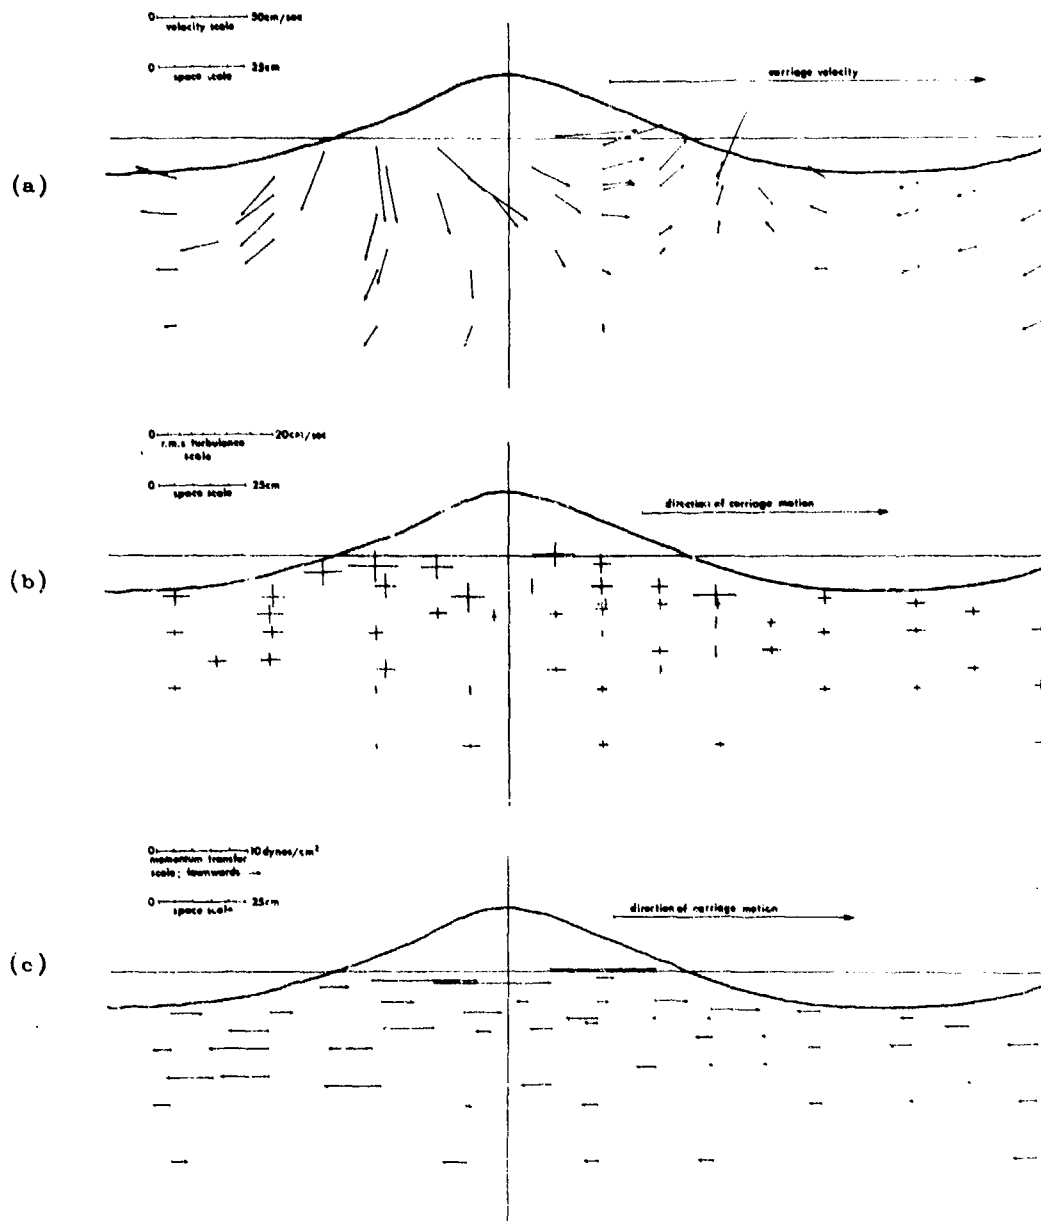 0 30cm/sec
velocity scale
0 25cm
space scale
carriage velocity
(a)
0 20cm/sec
r.m.s turbulence
scale
0 25cm
space scale
direction of carriage motion
(b)
0 10dynes/cm²
momentum transfer
scale; downwards →
0 25cm
space scale
direction of carriage motion
(c)